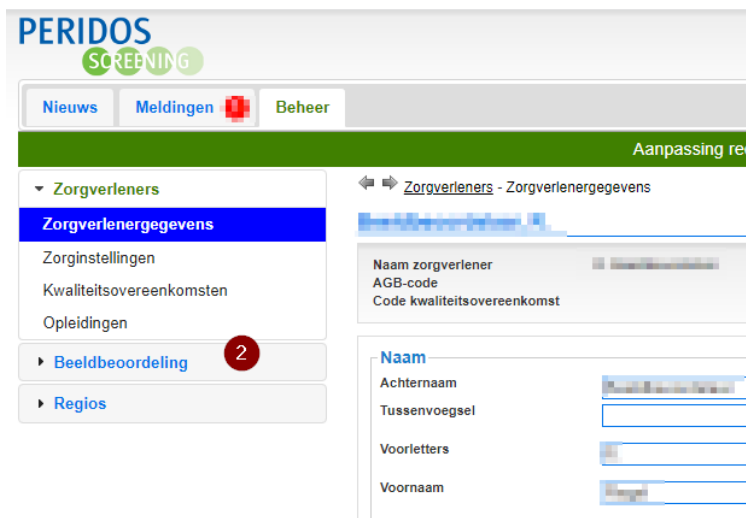 PERIDOS
SCREENING
Nieuws Meldingen Beheer
Aanpassing re
Zorgverleners
Zorgverleners - Zorgverlenergegevens
Zorgverlenergegevens
Zorginstellingen
Kwaliteitsovereenkomsten
Opleidingen
Beeldbeoordeling 2
Regios
Naam zorgverlener
AGB-code
Code kwaliteitsovereenkomst
Naam
Achternaam
Tussenvoegsel
Voorletters
Voornaam